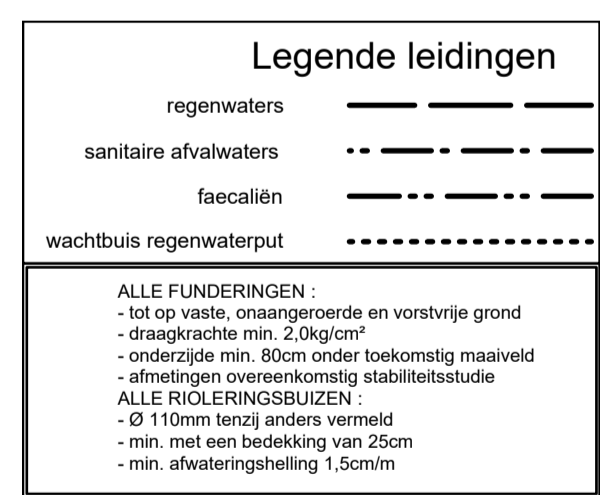 Legende leidingen
regenwaters
sanitaire afvalwaters
faecaliën
wachtbuis regenwaterput
ALLE FUNDERINGEN :
- tot op vaste, onaangeroerde en vorstvrije grond
- draagkrachte min. 2,0kg/cm²
- onderzijde min. 80cm onder toekomstig maaiveld
- afmetingen overeenkomstig stabiliteitsstudie
ALLE RIOLERINGSBUIZEN :
- Ø 110mm tenzij anders vermeld
- min. met een bedekking van 25cm
- min. afwateringshelling 1,5cm/m